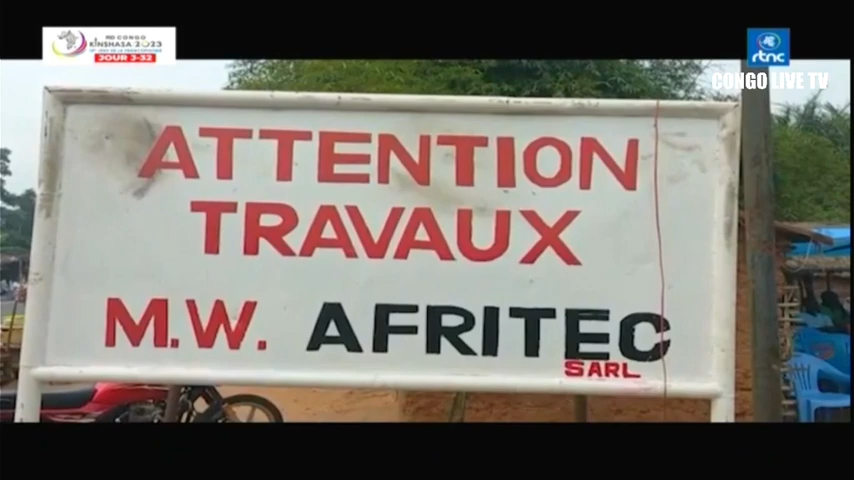 RD CONGO
KINSHASA 2023
JOUR J-32
rtnc
CONGO LIVE TV
ATTENTION
TRAVAUX
M.W. AFRITEC
SARL